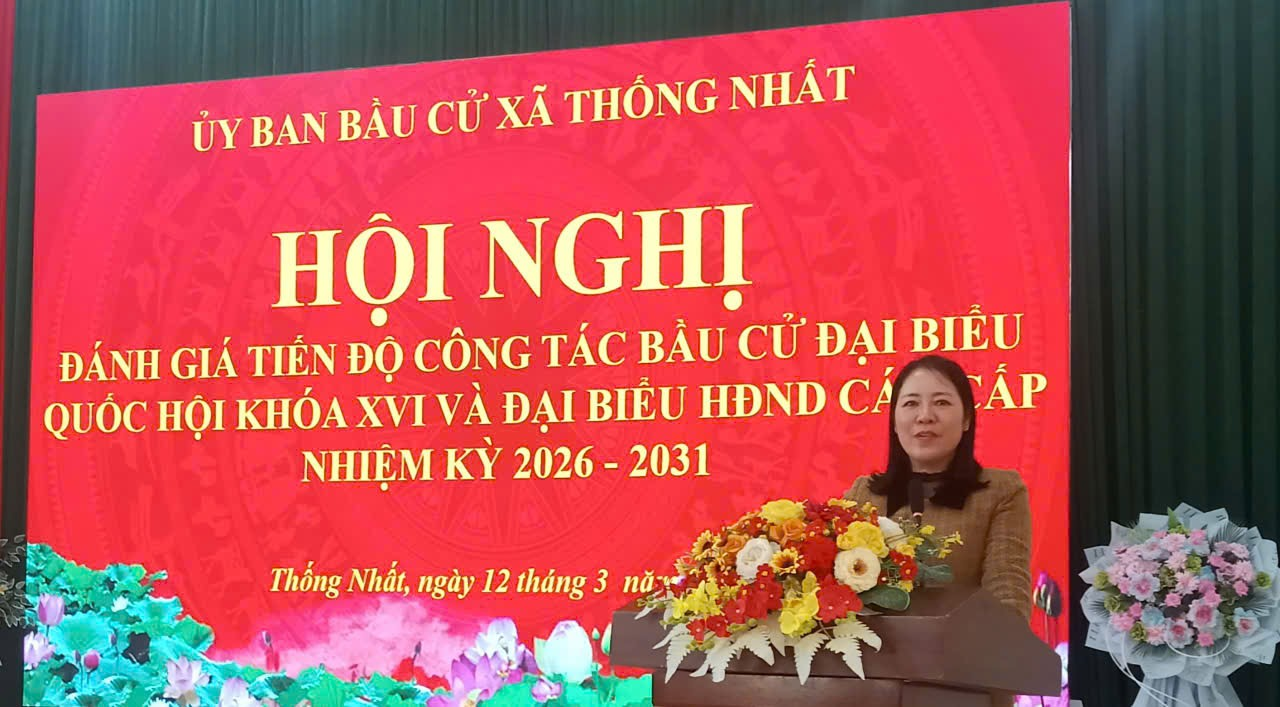 ỦY BAN BẦU CỬ XÃ THỐNG NHẤT
HỘI NGHỊ
ĐÁNH GIÁ TIẾN ĐỘ CÔNG TÁC BẦU CỬ ĐẠI BIỂU
QUỐC HỘI KHÓA XVI VÀ ĐẠI BIỂU HĐND CẤP
NHIỆM KỲ 2026 - 2031
Thống Nhất, ngày 12 tháng 3